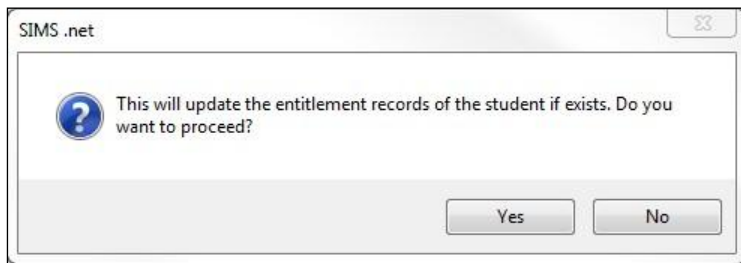 SIMS .net
This will update the entitlement records of the student if exists. Do you
want to proceed?
Yes
No